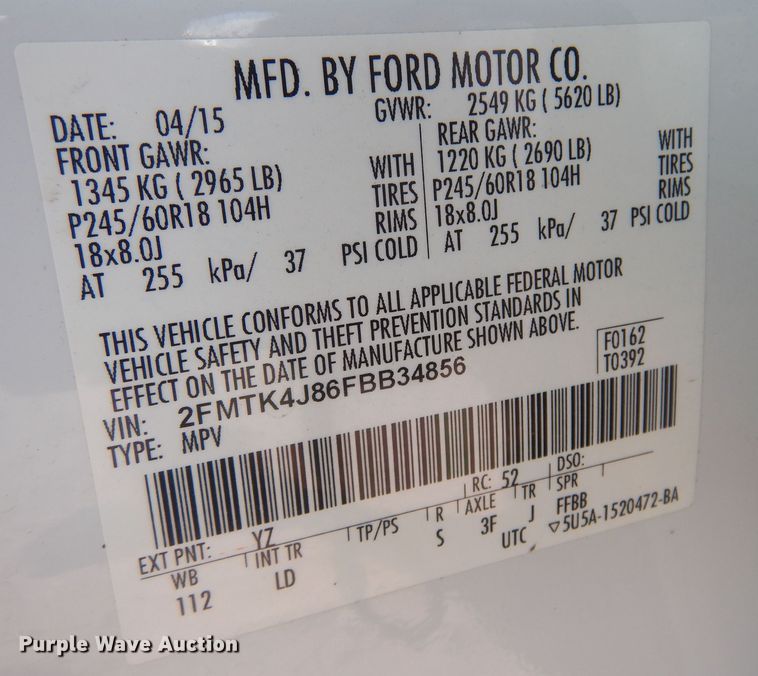 MFD. BY FORD MOTOR CO.
DATE: 04/15
GVWR: 2549 KG ( 5620 LB)
FRONT GAWR:
1345 KG ( 2965 LB) WITH
P245/60R18 104H TIRES
18x8.0J RIMS
AT 255 kPa/ 37 PSI COLD
REAR GAWR: WITH
1220 KG ( 2690 LB) TIRES
P245/60R18 104H RIMS
18x8.0J
AT 255 kPa/ 37 PSI COLD
THIS VEHICLE CONFORMS TO ALL APPLICABLE FEDERAL MOTOR
VEHICLE SAFETY AND THEFT PREVENTION STANDARDS IN
EFFECT ON THE DATE OF MANUFACTURE SHOWN ABOVE.
F0162
T0392
VIN: 2FMTK4J86FBB34856
TYPE: MPV
EXT PNT: YZ RC: 52 DSO:
WB INT TR TP/PS R AXLE TR SPR
112 LD S 3F J FFBB
UTC ▽5U5A-1520472-BA
Purple Wave Auction